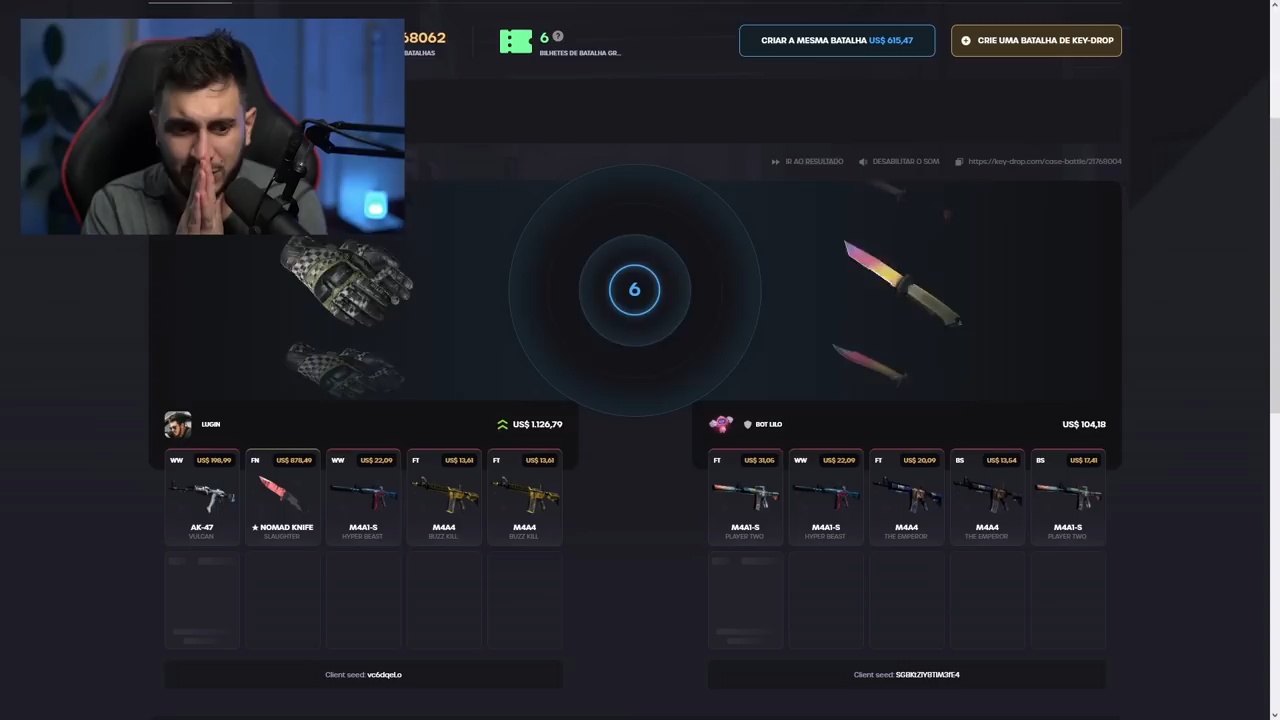 68062
BATALHAS
6
?
BILHETES DE BATALHA GR...
CRIAR A MESMA BATALHA US$ 615,47
CRIE UMA BATALHA DE KEY-DROP
IR AO RESULTADO
DESABILITAR O SOM
https://key-drop.com/case-battle/21768004
6
LUGIN
US$ 1.126,79
BOT LILO
US$ 104,18
WW US$ 198,99
FN US$ 878,49
WW US$ 22,09
FT US$ 13,61
FT US$ 13,61
AK-47
★ NOMAD KNIFE
M4A1-S
M4A4
M4A4
VULCAN
SLAUGHTER
HYPER BEAST
BUZZ KILL
BUZZ KILL
FT US$ 31,05
WW US$ 22,09
FT US$ 20,09
BS US$ 13,54
BS US$ 17,41
M4A1-S
M4A1-S
M4A4
M4A4
M4A1-S
PLAYER TWO
HYPER BEAST
THE EMPEROR
THE EMPEROR
PLAYER TWO
Client seed: vc6dqel.o
Client seed: SGBKtZlYBTlM3fE4